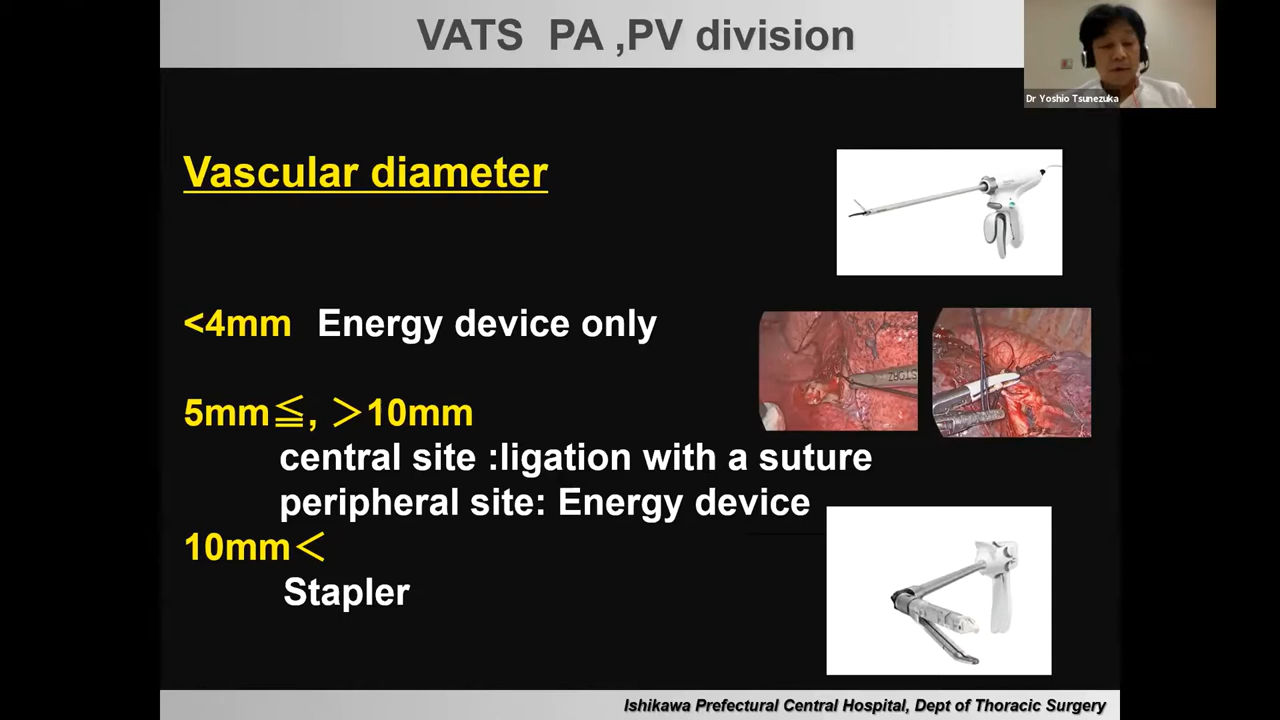 VATS PA ,PV division
Dr Yoshio Tsunezuka
Vascular diameter
<4mm Energy device only
5mm≦, ＞10mm
central site :ligation with a suture
peripheral site: Energy device
10mm＜
Stapler
Ishikawa Prefectural Central Hospital, Dept of Thoracic Surgery